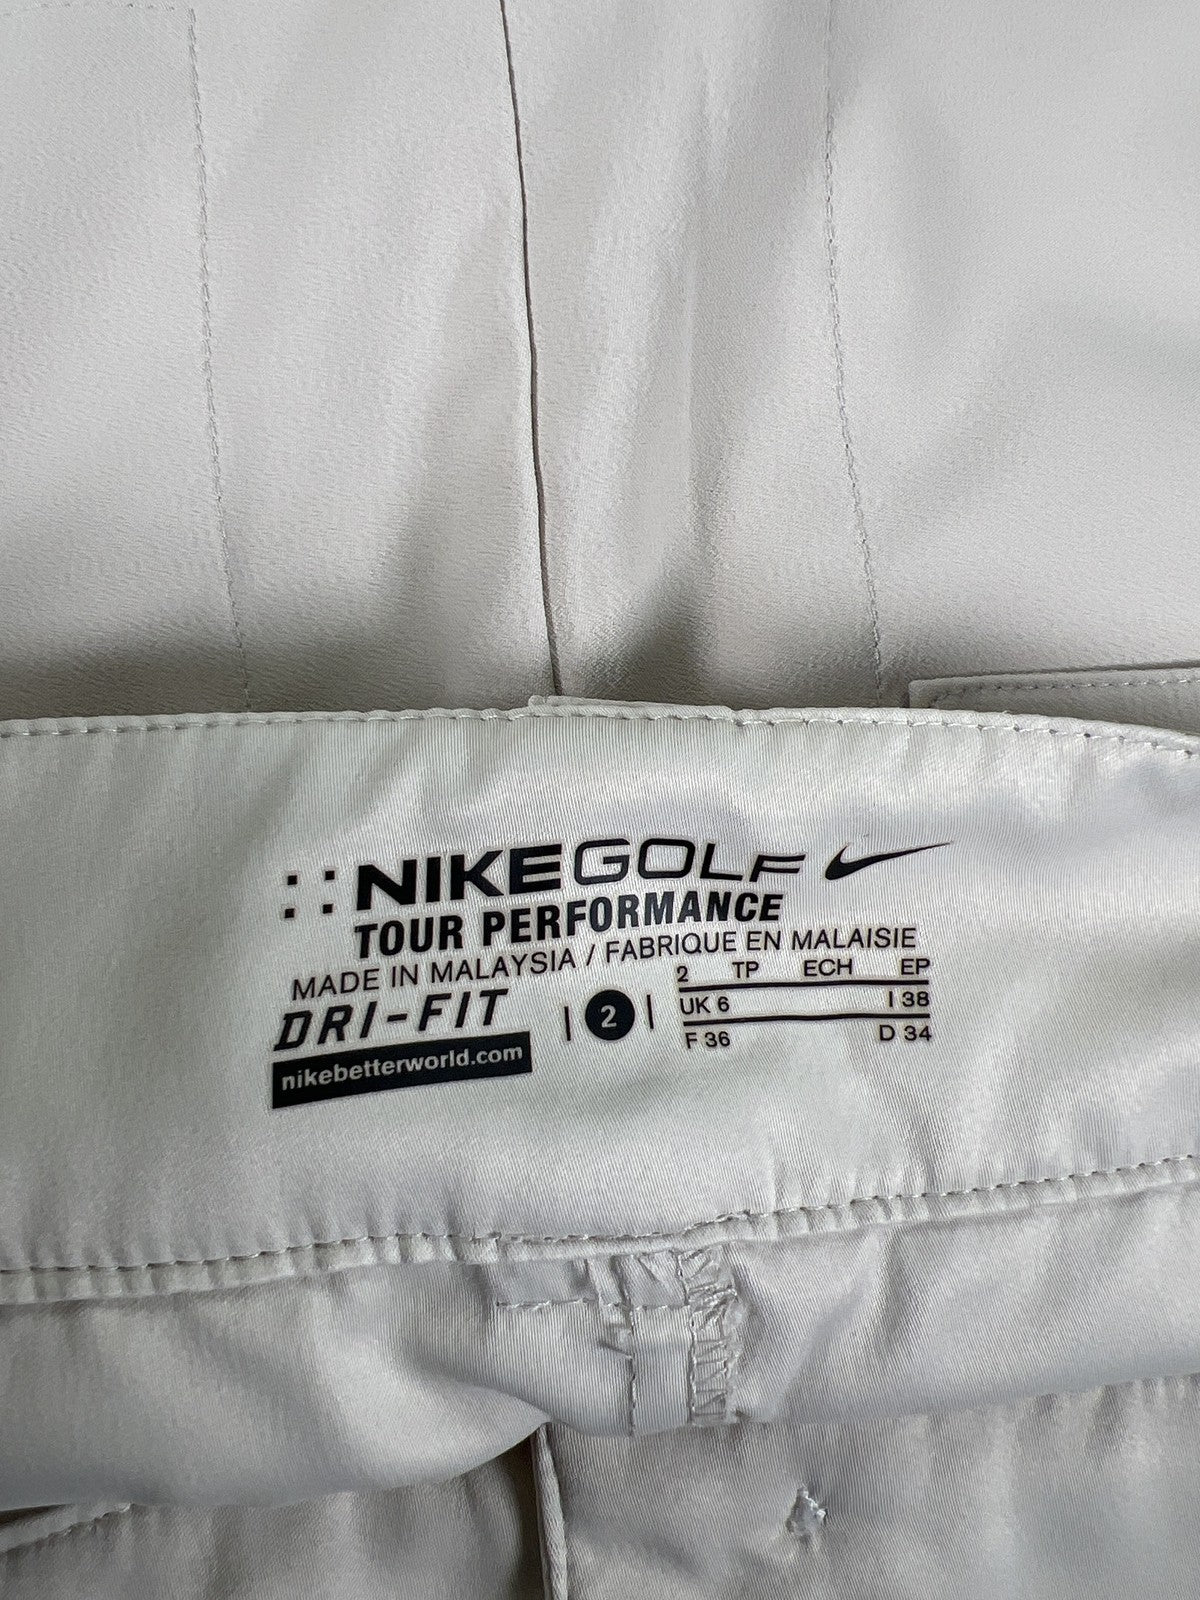 NIKEGOLF
TOUR PERFORMANCE
MADE IN MALAYSIA / FABRIQUE EN MALAISIE
DRI-FIT
nikebetterworld.com
| 2 |
2 TP ECH EP
UK 6 I 38
F 36 D 34